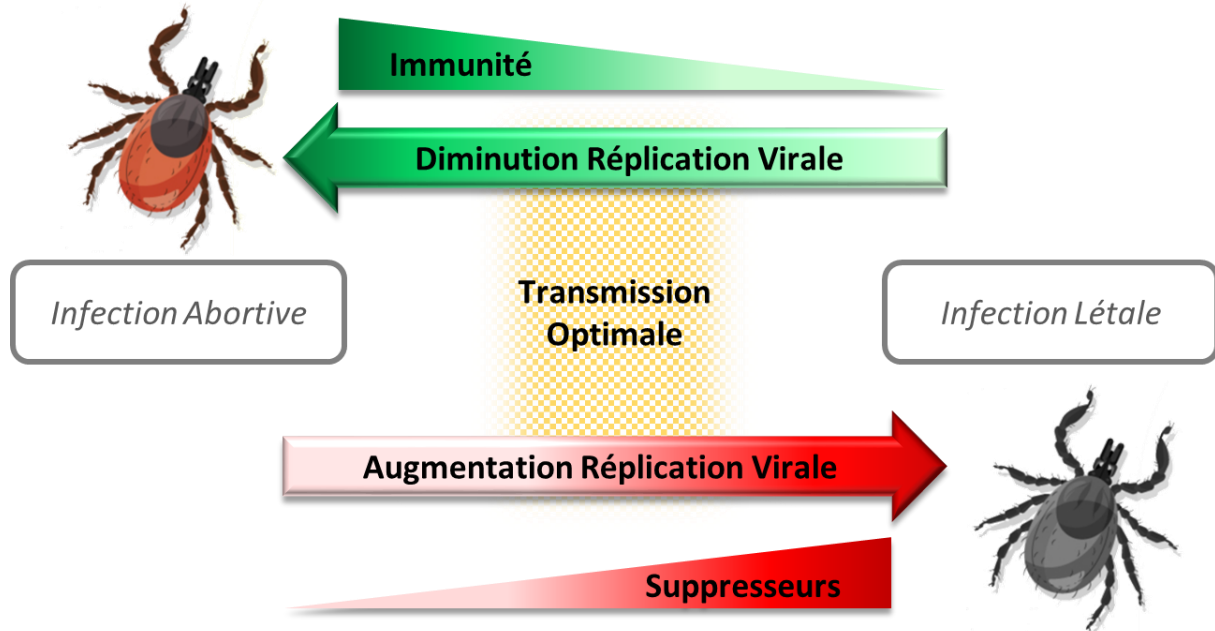 Immunité
Diminution Réplication Virale
Infection Abortive
Transmission
Optimale
Infection Létale
Augmentation Réplication Virale
Suppresseurs